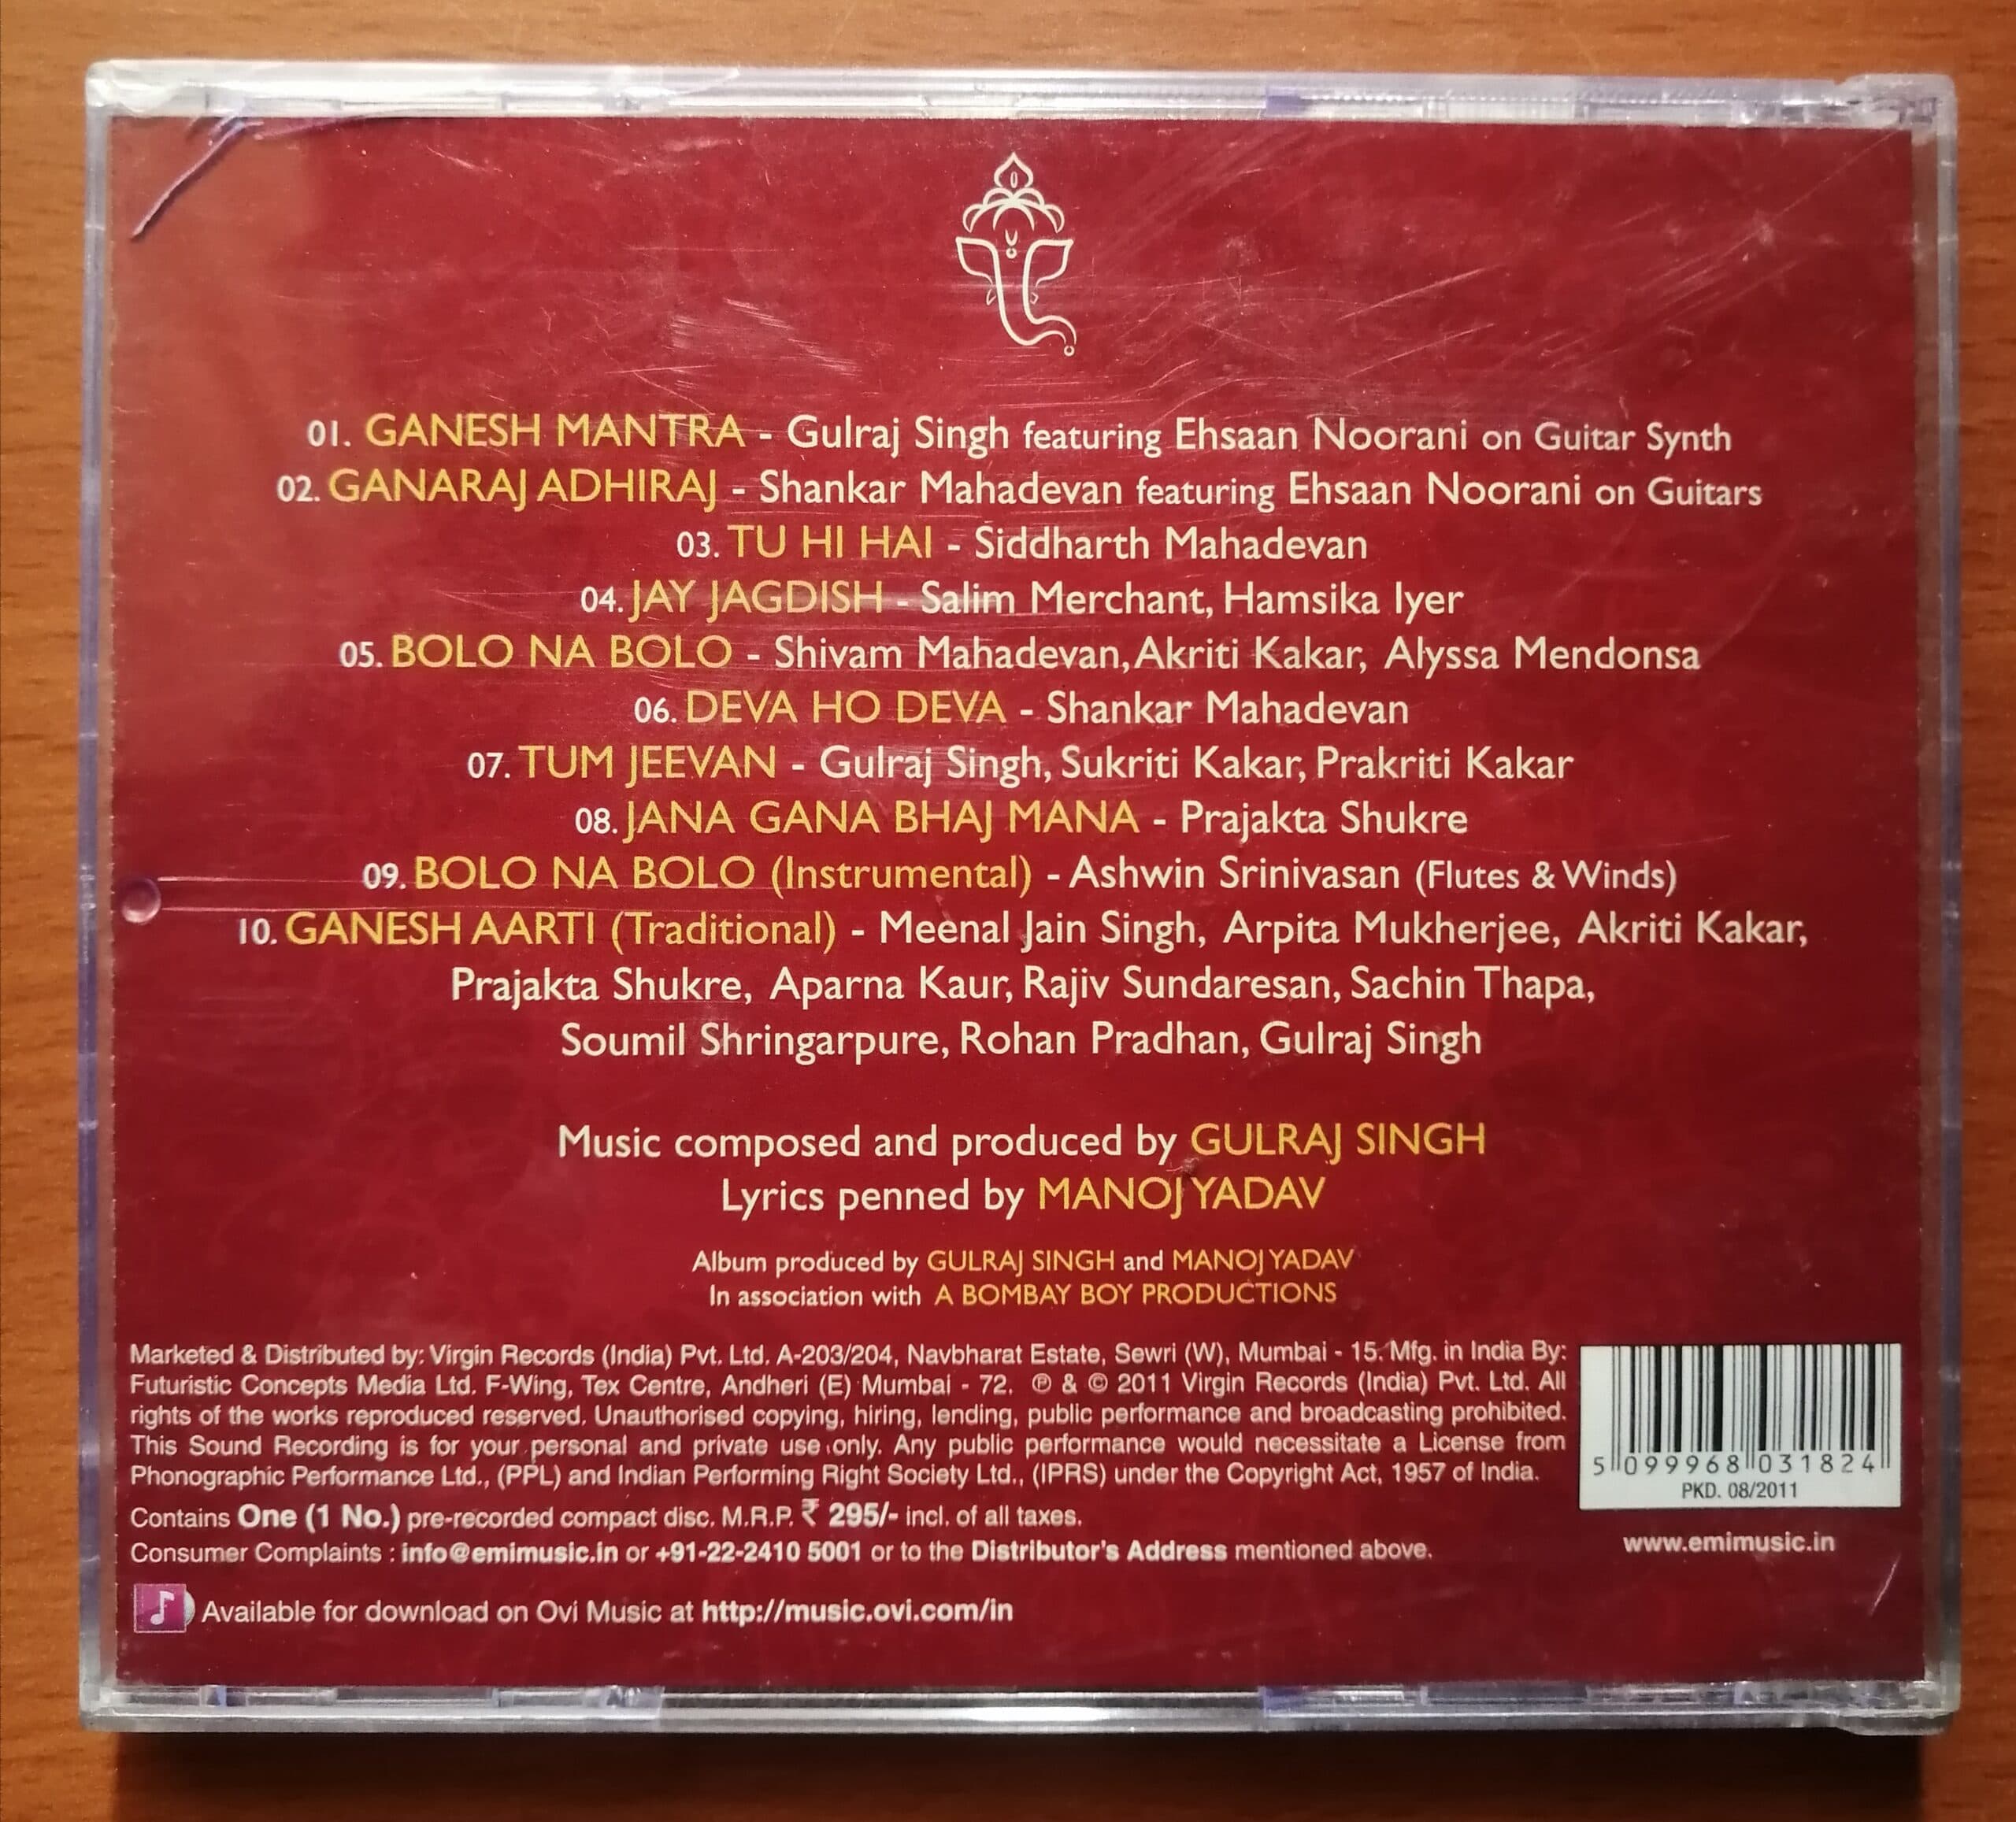 01. GANESH MANTRA - Gulraj Singh featuring Ehsaan Noorani on Guitar Synth
02. GANARAJ ADHIRAJ - Shankar Mahadevan featuring Ehsaan Noorani on Guitars
03. TU HI HAI - Siddharth Mahadevan
04. JAY JAGDISH - Salim Merchant, Hamsika Iyer
05. BOLO NA BOLO - Shivam Mahadevan, Akriti Kakar, Alyssa Mendonsa
06. DEVA HO DEVA - Shankar Mahadevan
07. TUM JEEVAN - Gulraj Singh, Sukriti Kakar, Prakriti Kakar
08. JANA GANA BHAJ MANA - Prajakta Shukre
09. BOLO NA BOLO (Instrumental) - Ashwin Srinivasan (Flutes & Winds)
10. GANESH AARTI (Traditional) - Meenal Jain Singh, Arpita Mukherjee, Akriti Kakar,
Prajakta Shukre, Aparna Kaur, Rajiv Sundaresan, Sachin Thapa,
Soumil Shringarpure, Rohan Pradhan, Gulraj Singh
Music composed and produced by GULRAJ SINGH
Lyrics penned by MANOJ YADAV
Album produced by GULRAJ SINGH and MANOJ YADAV
In association with A BOMBAY BOY PRODUCTIONS
Marketed & Distributed by: Virgin Records (India) Pvt. Ltd. A-203/204, Navbharat Estate, Sewri (W), Mumbai - 15. Mfg. in India By:
Futuristic Concepts Media Ltd. F-Wing, Tex Centre, Andheri (E) Mumbai - 72. ℗ & © 2011 Virgin Records (India) Pvt. Ltd. All
rights of the works reproduced reserved. Unauthorised copying, hiring, lending, public performance and broadcasting prohibited.
This Sound Recording is for your personal and private use only. Any public performance would necessitate a License from
Phonographic Performance Ltd., (PPL) and Indian Performing Right Society Ltd., (IPRS) under the Copyright Act, 1957 of India.
Contains One (1 No.) pre-recorded compact disc. M.R.P. ₹ 295/- incl. of all taxes.
Consumer Complaints : info@emimusic.in or +91-22-2410 5001 or to the Distributor's Address mentioned above.
Available for download on Ovi Music at http://music.ovi.com/in
5 099968 031824
PKD. 08/2011
www.emimusic.in